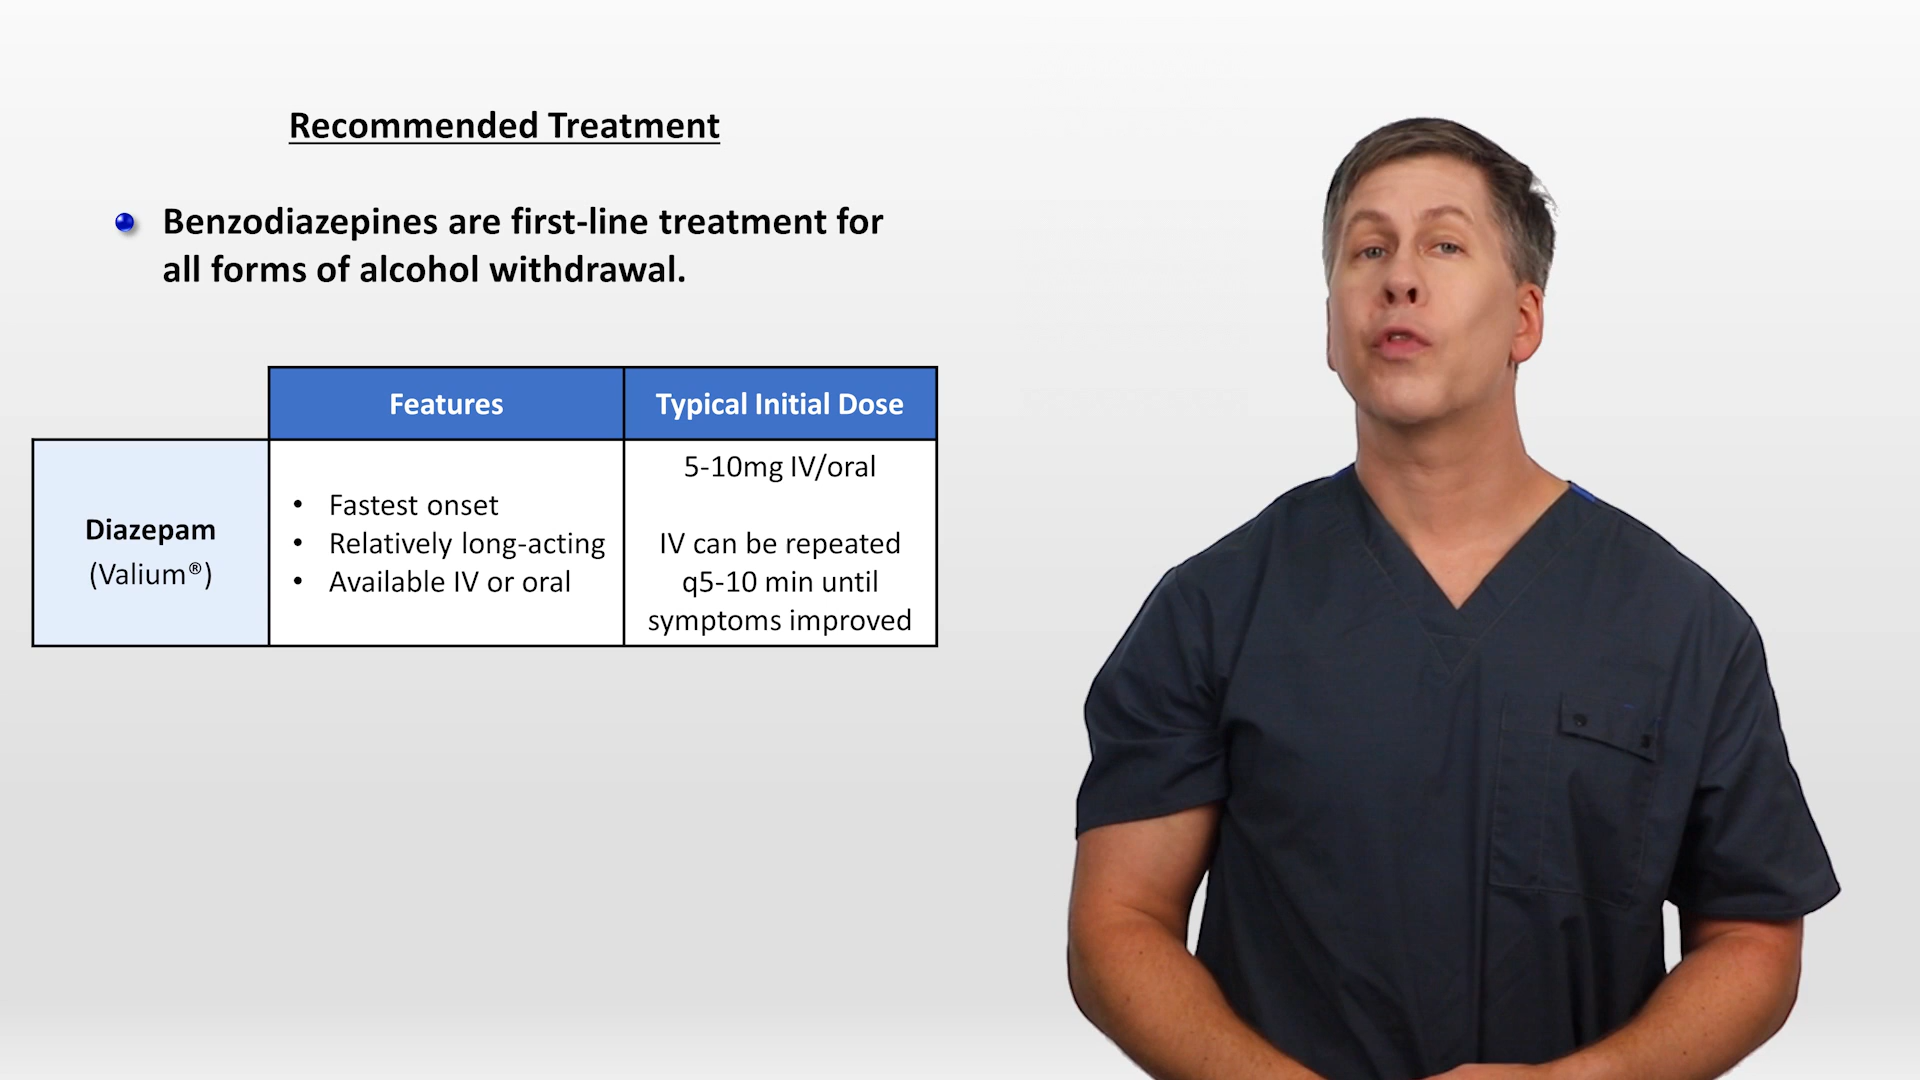 Recommended Treatment
Benzodiazepines are first-line treatment for
all forms of alcohol withdrawal.
Features
Typical Initial Dose
Diazepam
(Valium®)
• Fastest onset
• Relatively long-acting
• Available IV or oral
5-10mg IV/oral
IV can be repeated
q5-10 min until
symptoms improved